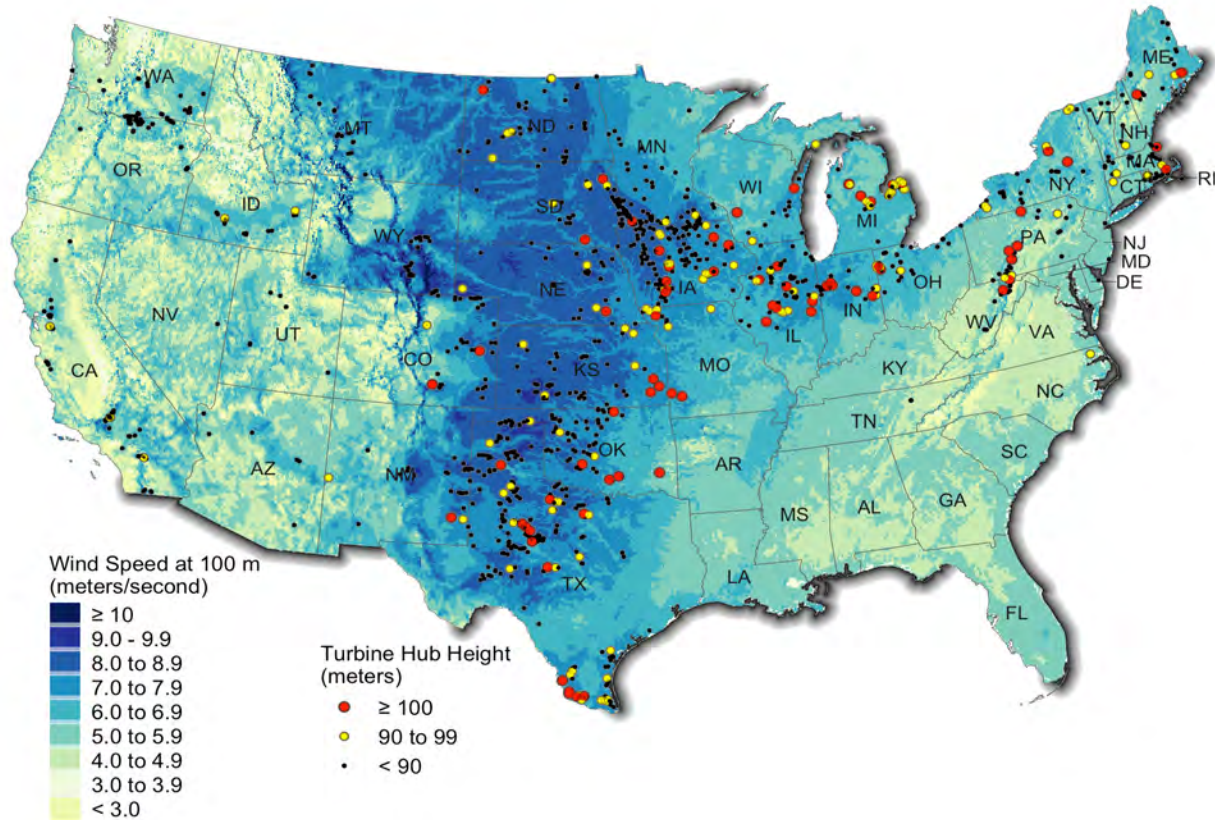 WA
ME
MT
ND
VT
MN
NH
OR
MA
ID
WI
NY
CT
RI
SD
MI
WY
PA
NJ
MD
IA
OH
DE
NE
NV
IN
UT
IL
WV
CO
VA
MO
CA
KS
KY
NC
TN
OK
AZ
NM
AR
SC
MS
AL
GA
TX
LA
FL
Wind Speed at 100 m
(meters/second)
≥ 10
9.0 - 9.9
8.0 to 8.9
7.0 to 7.9
6.0 to 6.9
5.0 to 5.9
4.0 to 4.9
3.0 to 3.9
< 3.0
Turbine Hub Height
(meters)
≥ 100
90 to 99
< 90